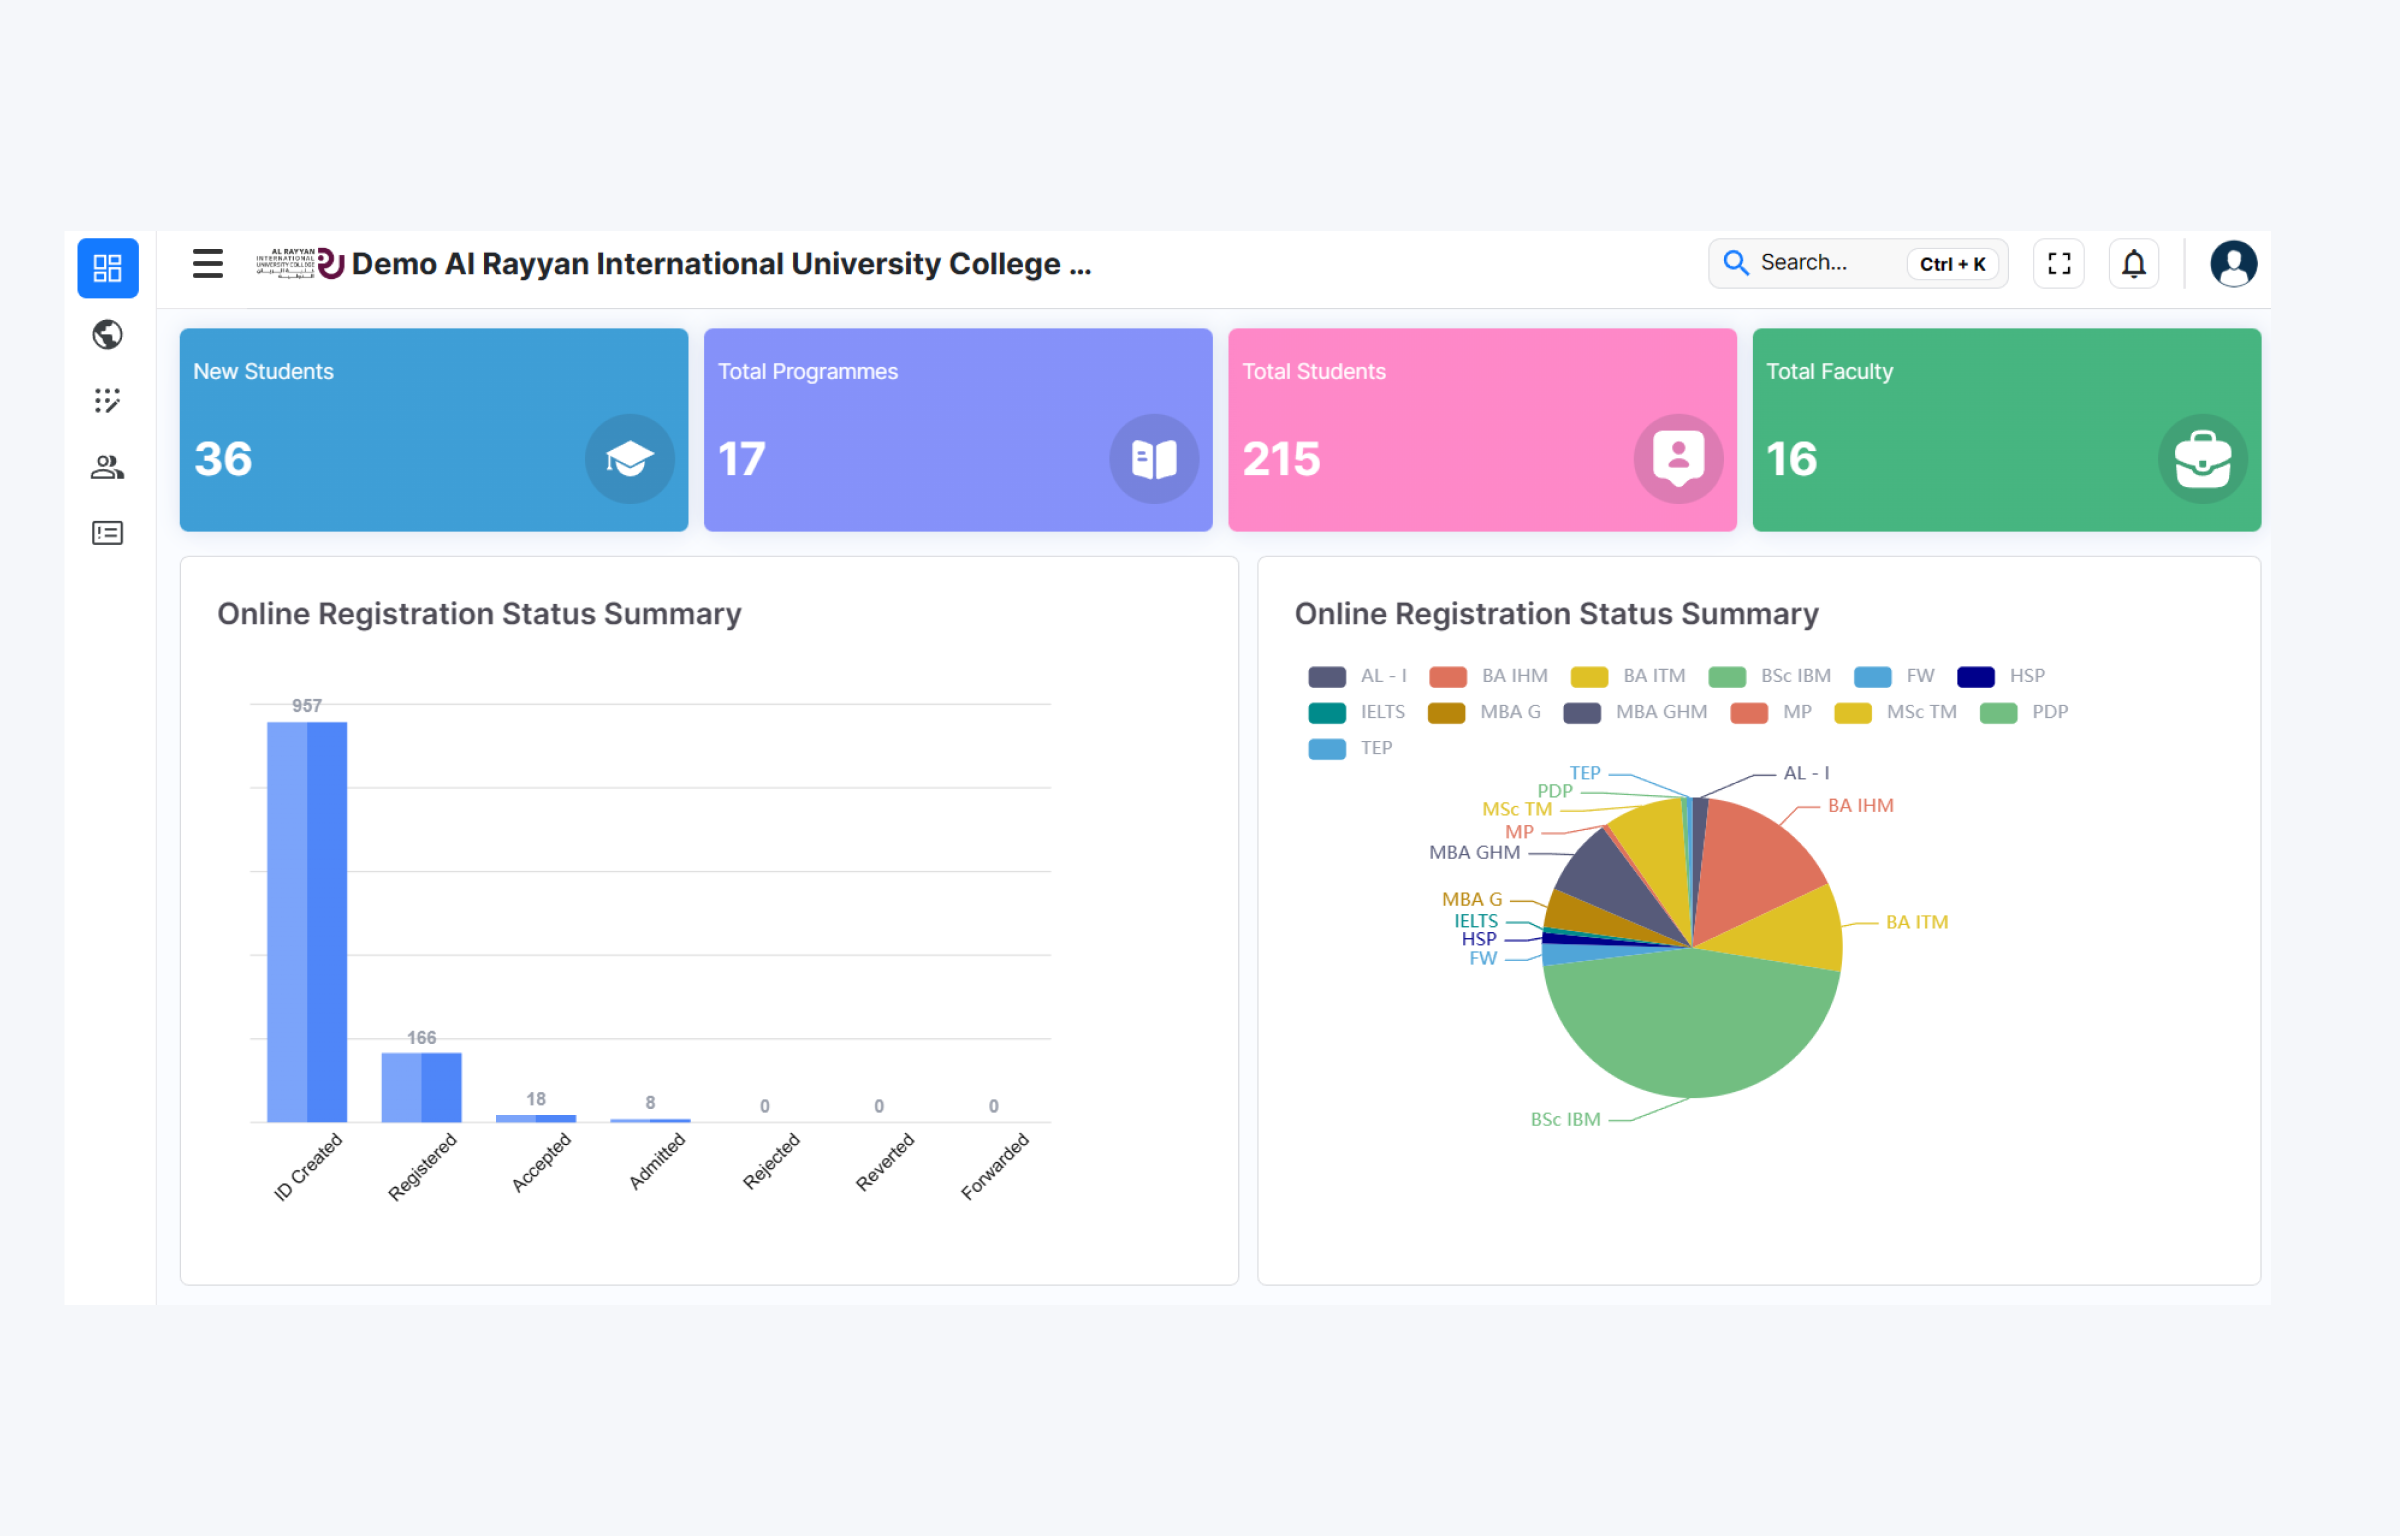 AL RAYYAN
INTERNATIONAL
UNIVERSITY COLLEGE
Demo Al Rayyan International University College ...
Search...
Ctrl + K
New Students
36
Total Programmes
17
Total Students
215
Total Faculty
16
Online Registration Status Summary
957
166
18
8
0
0
0
ID Created
Registered
Accepted
Admitted
Rejected
Reverted
Forwarded
Online Registration Status Summary
AL - I BA IHM BA ITM BSc IBM FW HSP
IELTS MBA G MBA GHM MP MSc TM PDP
TEP
TEP
AL - I
PDP
BA IHM
MSc TM
MP
MBA GHM
MBA G
IELTS
BA ITM
HSP
FW
BSc IBM